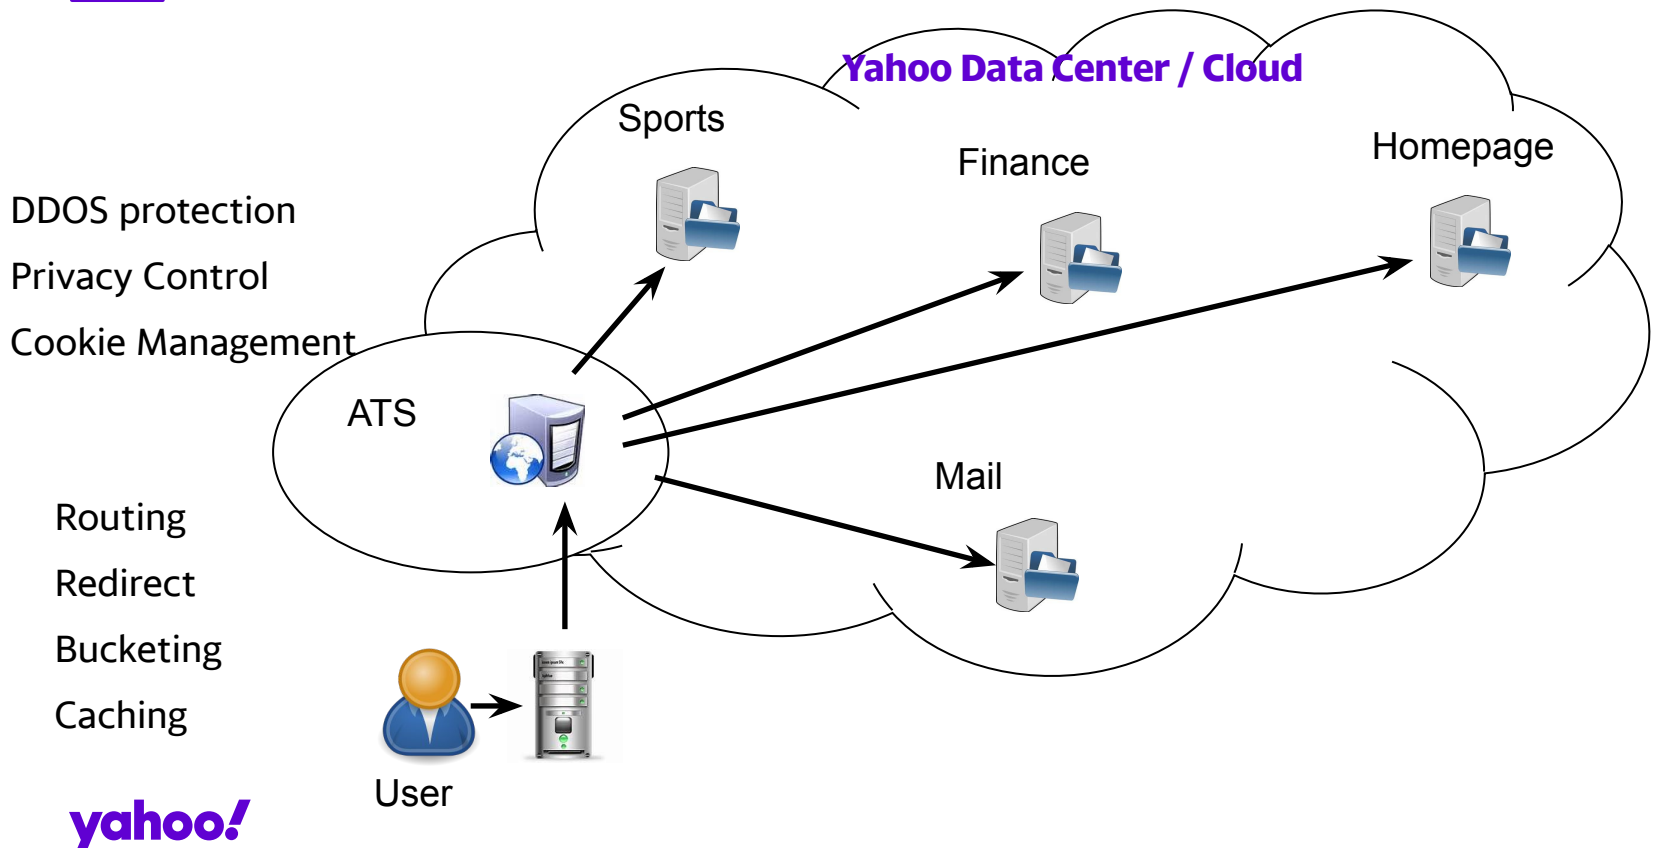 Yahoo Data Center / Cloud
Sports
Finance
Homepage
DDOS protection
Privacy Control
Cookie Management
ATS
Mail
Routing
Redirect
Bucketing
Caching
User
yahoo!